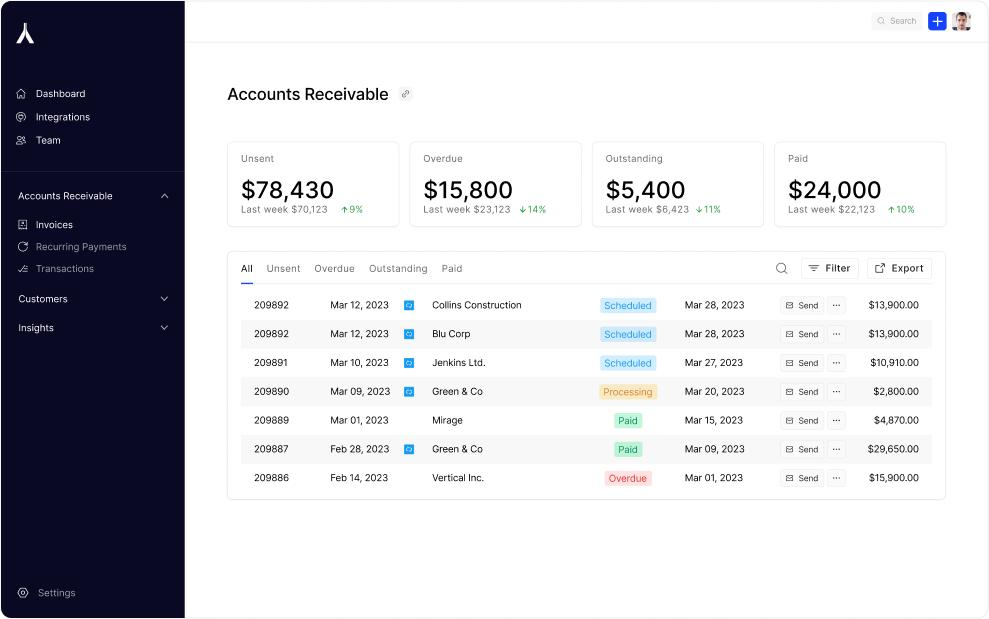 Search
Dashboard
Integrations
Team
Accounts Receivable
Invoices
Recurring Payments
Transactions
Customers
Insights
Settings
Accounts Receivable
Unsent
$78,430
Last week $70,123 ↑9%
Overdue
$15,800
Last week $23,123 ↓14%
Outstanding
$5,400
Last week $6,423 ↓11%
Paid
$24,000
Last week $22,123 ↑10%
All Unsent Overdue Outstanding Paid Filter Export
209892 Mar 12, 2023 Collins Construction Scheduled Mar 28, 2023 Send ... $13,900.00
209892 Mar 12, 2023 Blu Corp Scheduled Mar 28, 2023 Send ... $13,900.00
209891 Mar 10, 2023 Jenkins Ltd. Scheduled Mar 27, 2023 Send ... $10,910.00
209890 Mar 09, 2023 Green & Co Processing Mar 20, 2023 Send ... $2,800.00
209889 Mar 01, 2023 Mirage Paid Mar 15, 2023 Send ... $4,870.00
209887 Feb 28, 2023 Green & Co Paid Mar 09, 2023 Send ... $29,650.00
209886 Feb 14, 2023 Vertical Inc. Overdue Mar 01, 2023 Send ... $15,900.00